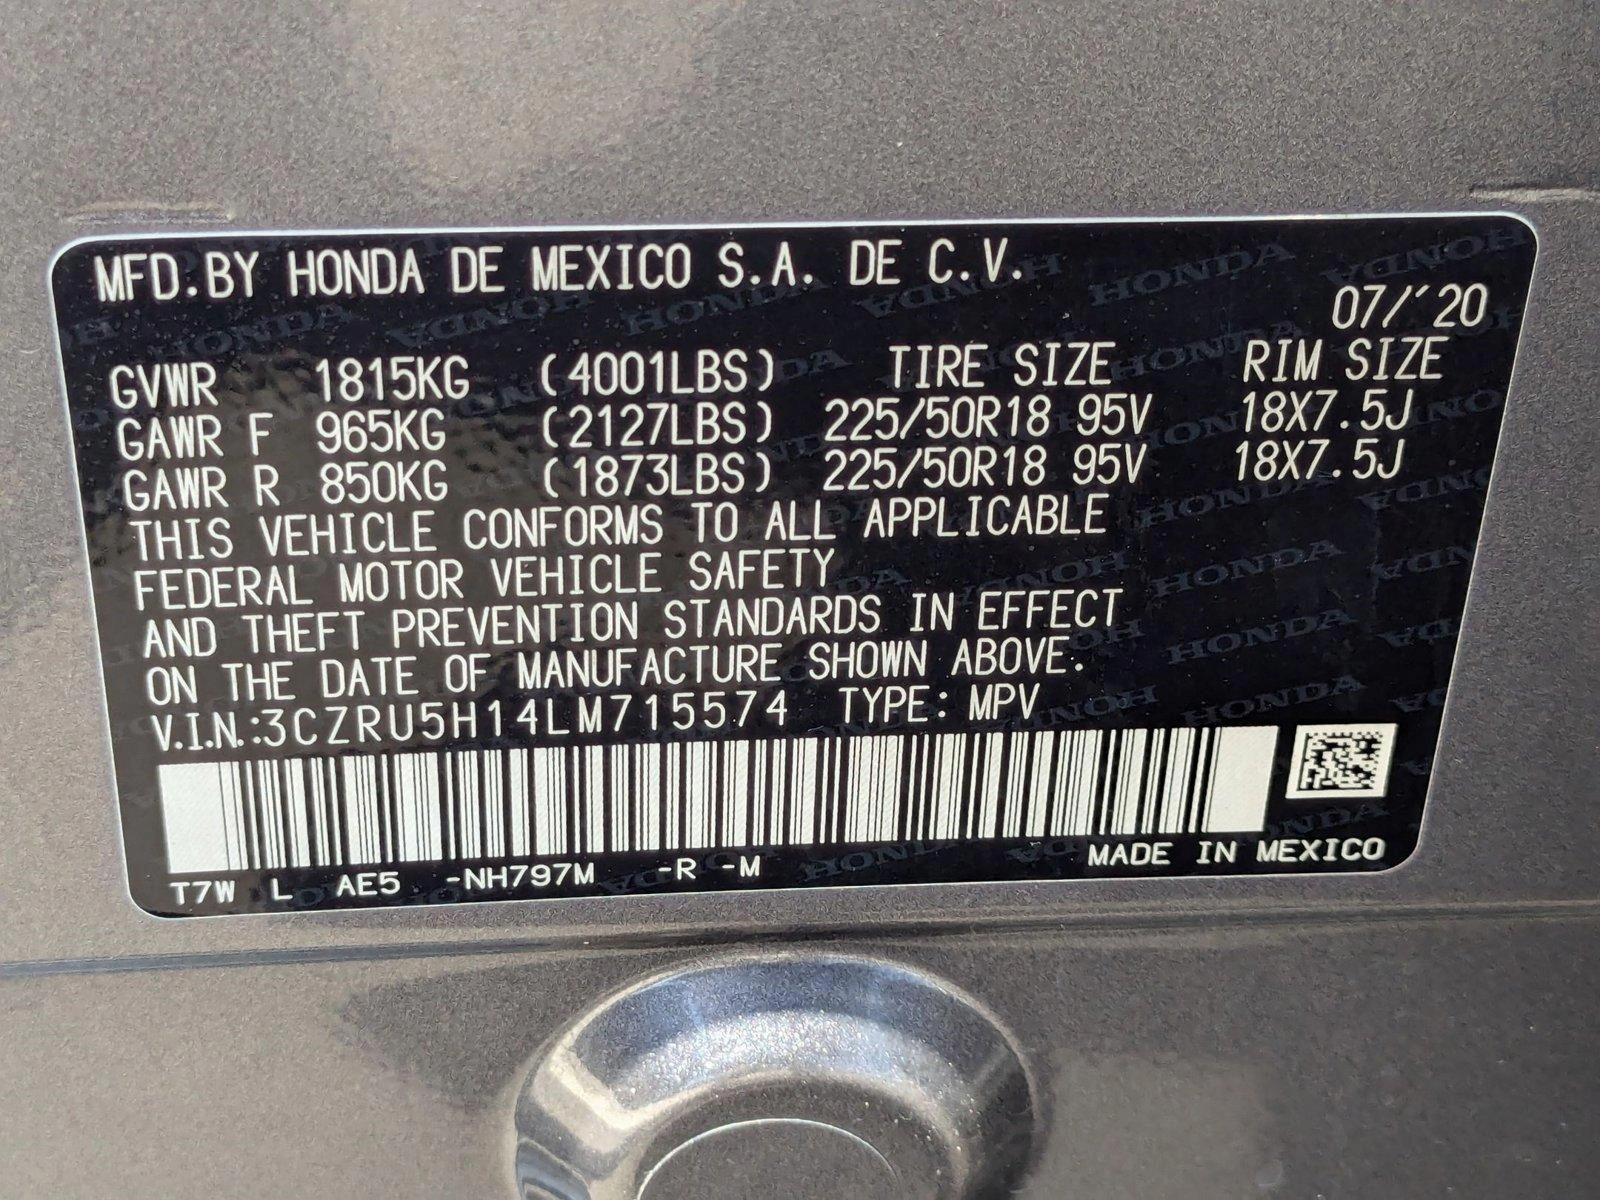 MFD.BY HONDA DE MEXICO S.A. DE C.V.
07/´20
GVWR 1815KG (4001LBS) TIRE SIZE RIM SIZE
GAWR F 965KG (2127LBS) 225/50R18 95V 18X7.5J
GAWR R 850KG (1873LBS) 225/50R18 95V 18X7.5J
THIS VEHICLE CONFORMS TO ALL APPLICABLE
FEDERAL MOTOR VEHICLE SAFETY
AND THEFT PREVENTION STANDARDS IN EFFECT
ON THE DATE OF MANUFACTURE SHOWN ABOVE.
V.I.N.:3CZRU5H14LM715574 TYPE: MPV
T7W L AE5 -NH797M -R -M MADE IN MEXICO